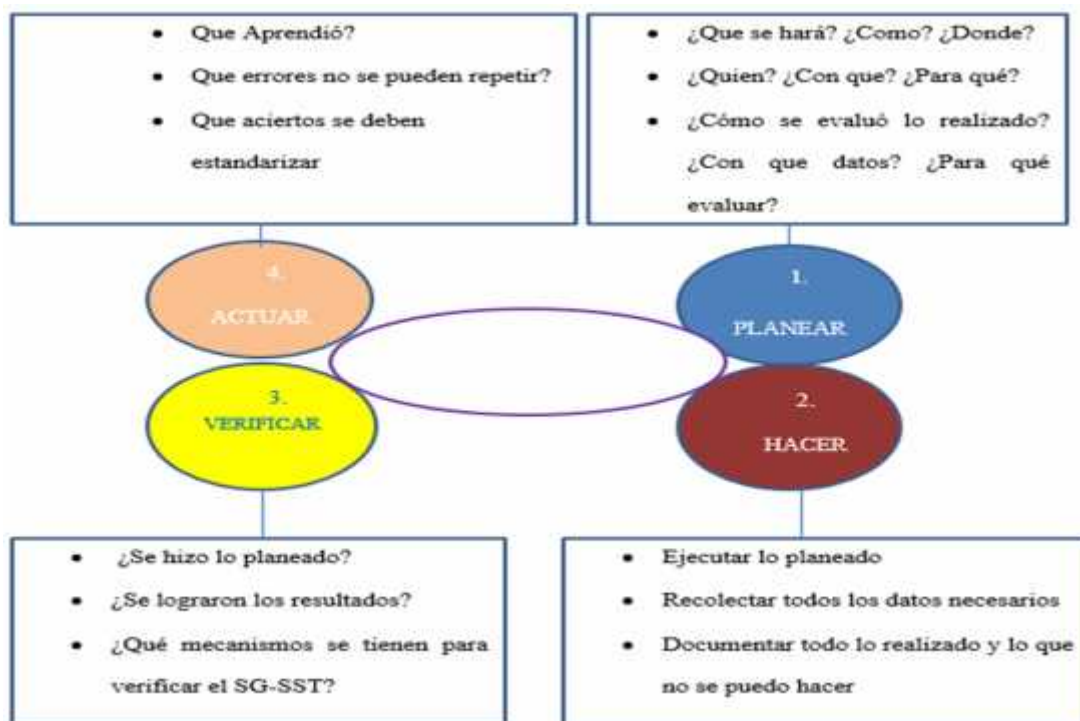 • Que Aprendió?
• Que errores no se pueden repetir?
• Que aciertos se deben
estandarizar
• ¿Que se hará? ¿Como? ¿Donde?
• ¿Quien? ¿Con que? ¿Para qué?
• ¿Cómo se evaluó lo realizado?
¿Con que datos? ¿Para qué
evaluar?
4.
ACTUAR
1.
PLANEAR
3.
VERIFICAR
2.
HACER
• ¿Se hizo lo planeado?
• ¿Se lograron los resultados?
• ¿Qué mecanismos se tienen para
verificar el SG-SST?
• Ejecutar lo planeado
• Recolectar todos los datos necesarios
• Documentar todo lo realizado y lo que
no se puedo hacer